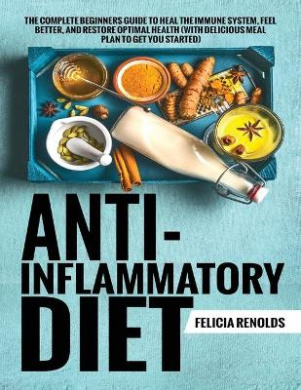 THE COMPLETE BEGINNERS GUIDE TO HEAL THE IMMUNE SYSTEM, FEEL
BETTER, AND RESTORE OPTIMAL HEALTH (WITH DELICIOUS MEAL
PLAN TO GET YOU STARTED)
ANTI-
INFLAMMATORY
DIET
FELICIA RENOLDS